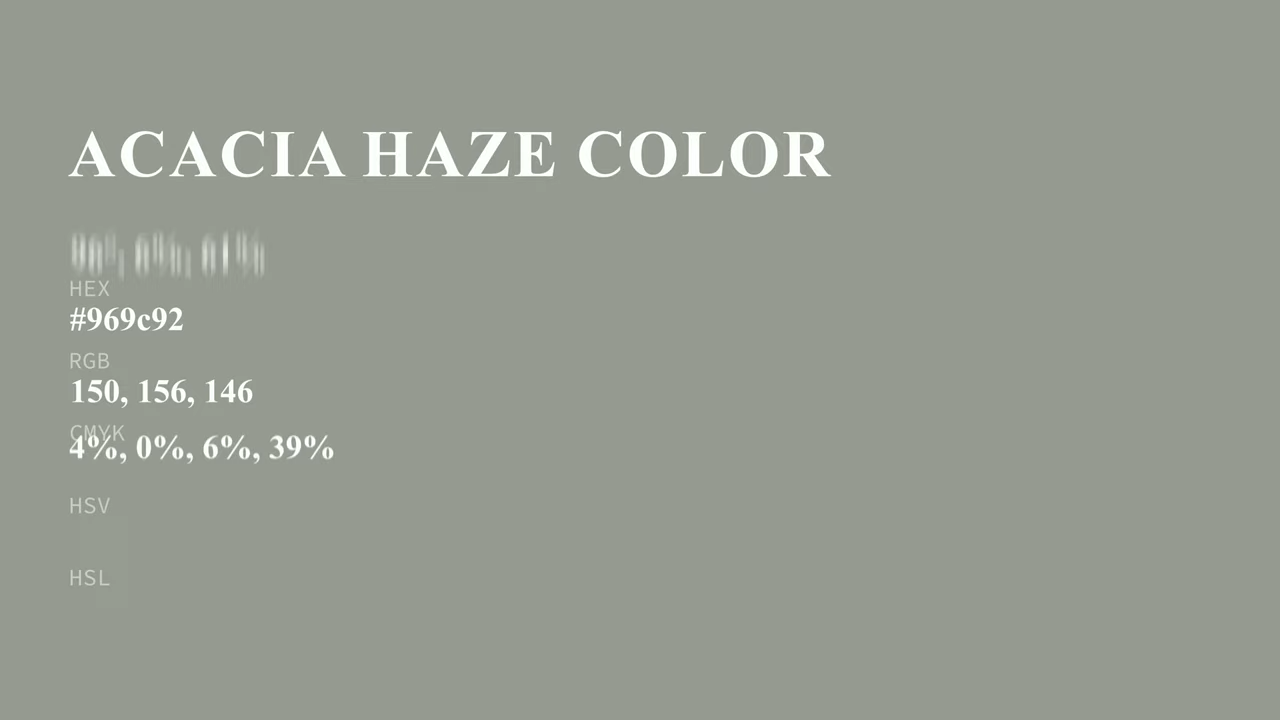 ACACIA HAZE COLOR
HEX
#969c92
RGB
150, 156, 146
CMYK
4%, 0%, 6%, 39%
HSV
HSL